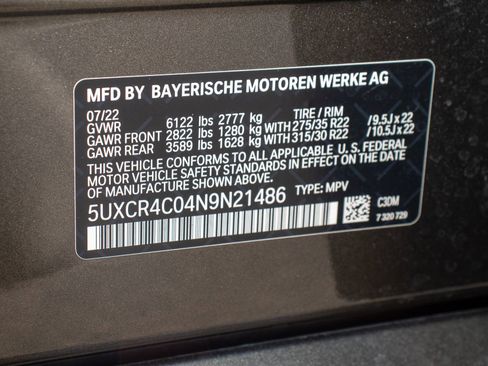 MFD BY BAYERISCHE MOTOREN WERKE AG
07/22 TIRE / RIM
GVWR 6122 lbs 2777 kg
GAWR FRONT 2822 lbs 1280 kg WITH 275/35 R22 /9.5J x 22
GAWR REAR 3589 lbs 1628 kg WITH 315/30 R22 /10.5J x 22
THIS VEHICLE CONFORMS TO ALL APPLICABLE U.S. FEDERAL
MOTOR VEHICLE SAFETY STANDARDS IN EFFECT ON THE DATE OF
MANUFACTURE SHOWN ABOVE.
5UXCR4C04N9N21486 TYPE: MPV
C3DM
7 320 729